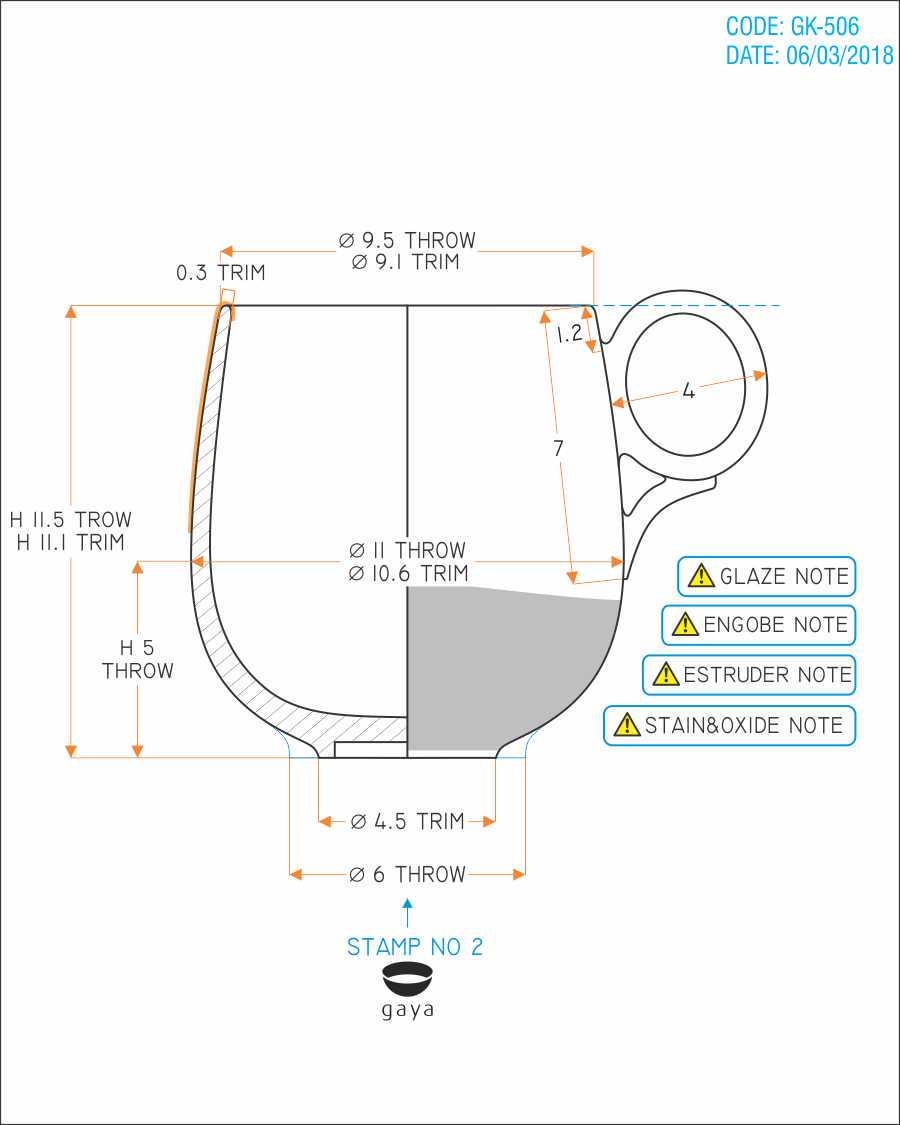 CODE: GK-506
DATE: 06/03/2018
Ø 9.5 THROW
Ø 9.1 TRIM
0.3 TRIM
1.2
4
7
H 11.5 TROW
H 11.1 TRIM
Ø 11 THROW
Ø 10.6 TRIM
GLAZE NOTE
ENGOBE NOTE
H 5
THROW
ESTRUDER NOTE
STAIN&OXIDE NOTE
Ø 4.5 TRIM
Ø 6 THROW
STAMP NO 2
gaya